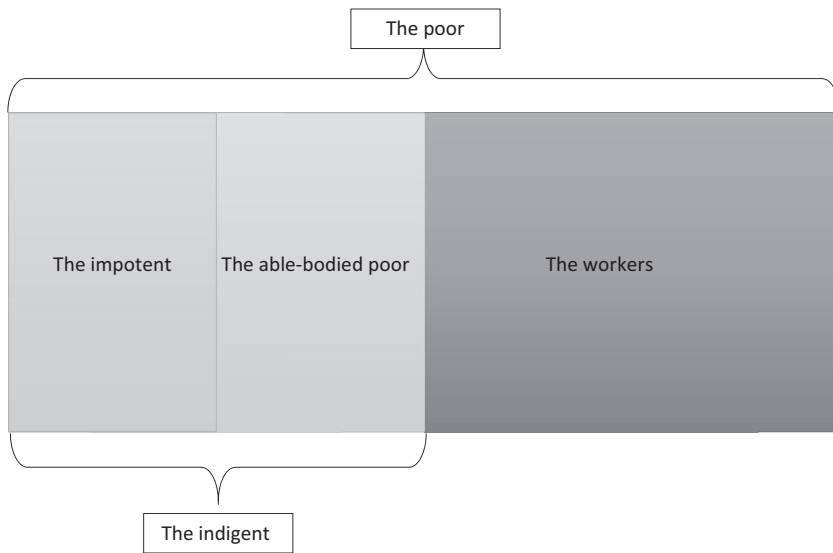 The poor
The impotent
The able-bodied poor
The workers
The indigent